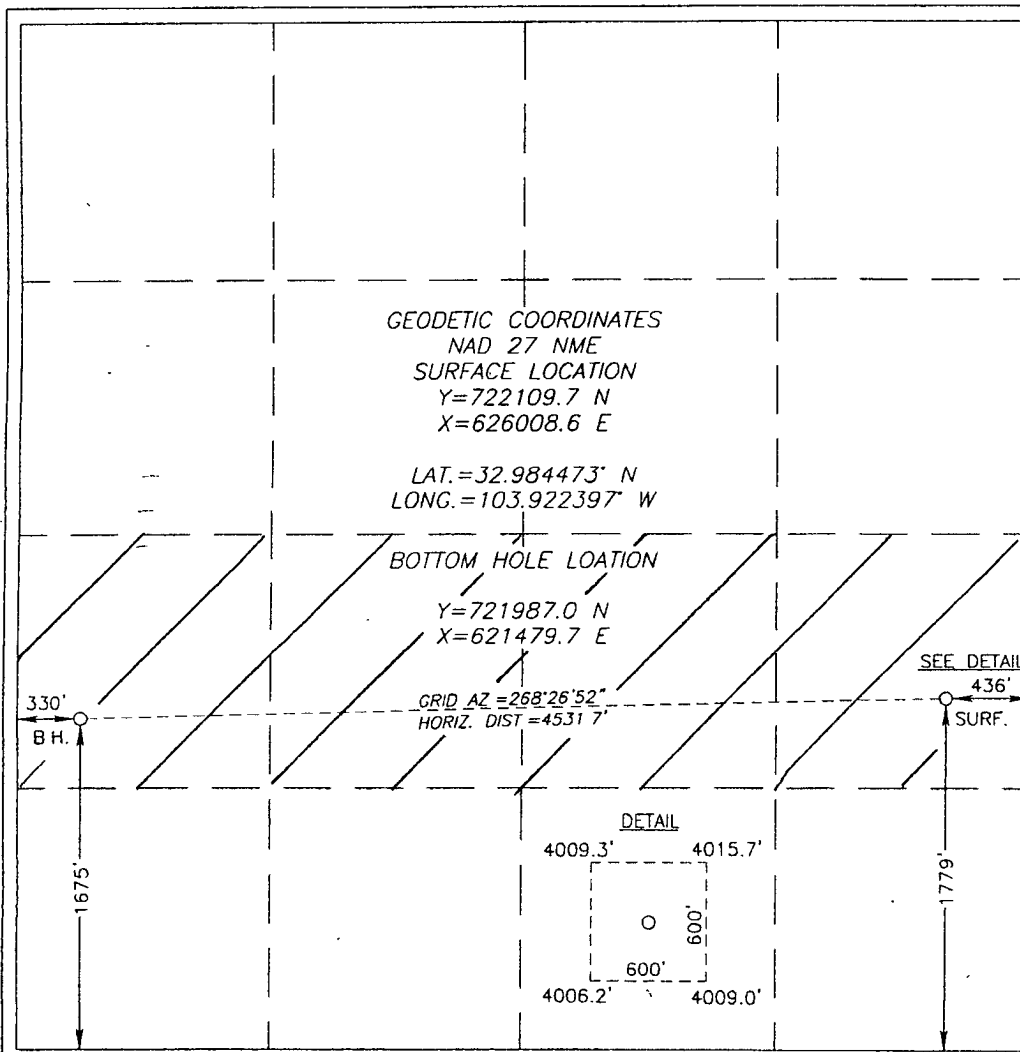 GEODETIC COORDINATES
NAD 27 NME
SURFACE LOCATION
Y=722109.7 N
X=626008.6 E
LAT.=32.984473° N
LONG.=103.922397° W
BOTTOM HOLE LOATION
Y=721987.0 N
X=621479.7 E
SEE DETAIL
330'
GRID AZ =268°26'52"
436'
B H.
HORIZ. DIST =4531 7'
SURF.
DETAIL
4009.3' 4015.7'
1675'
600'
1779'
600'
4006.2' 4009.0'